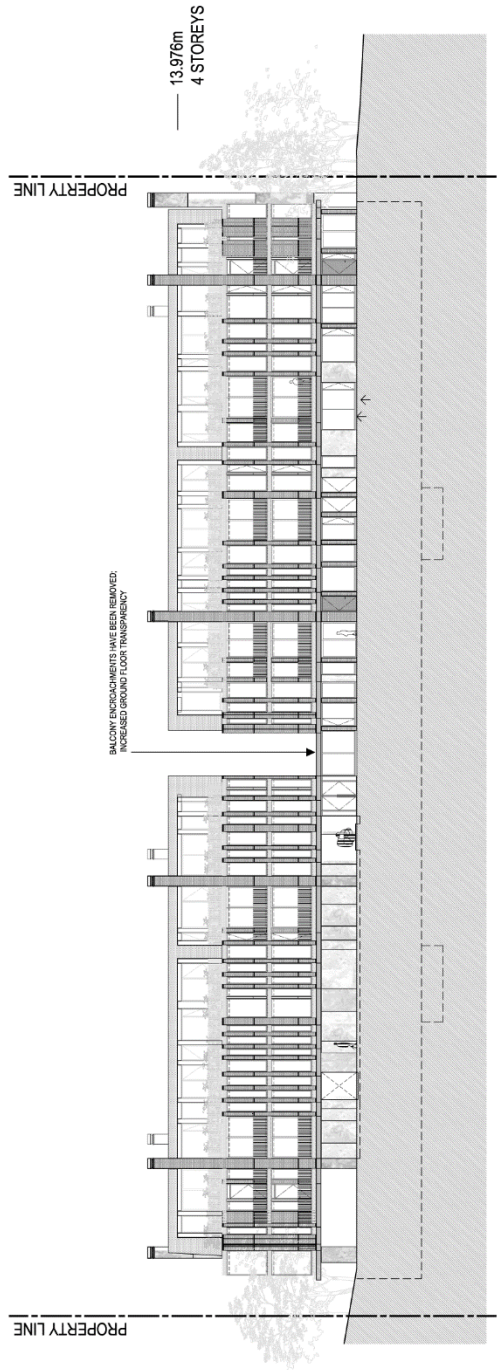 PROPERTY LINE
BALCONY ENCROACHMENTS HAVE BEEN REMOVED;
INCREASED GROUND FLOOR TRANSPARENCY
PROPERTY LINE
13.976m
4 STOREYS